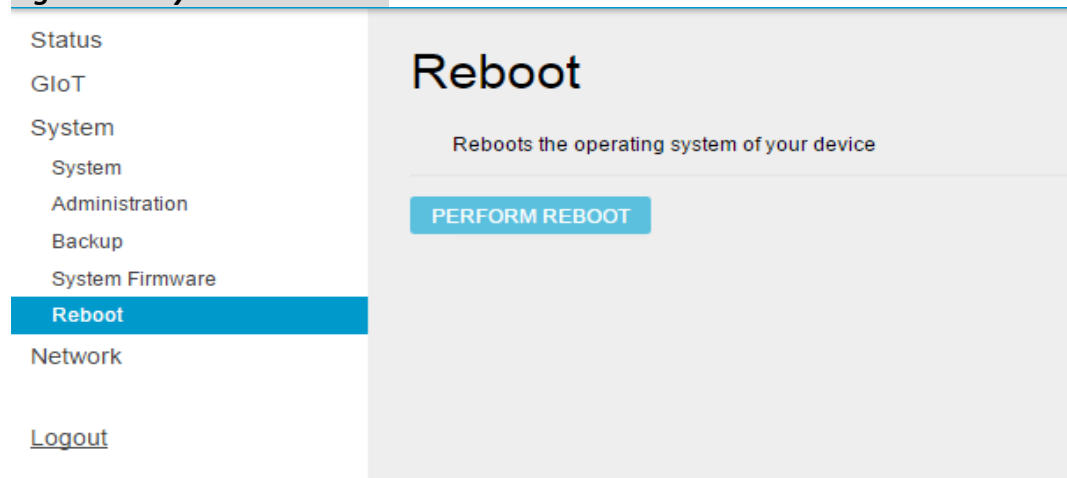 Status
GIoT
System
System
Administration
Backup
System Firmware
Reboot
Network
Logout
Reboot
Reboots the operating system of your device
PERFORM REBOOT